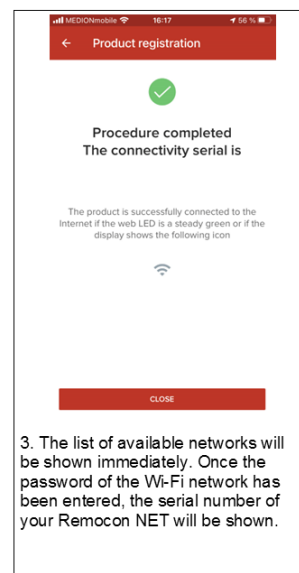 MEDIONmobile 16:17 56 %
← Product registration
Procedure completed
The connectivity serial is
The product is successfully connected to the
Internet if the web LED is a steady green or if the
display shows the following icon
CLOSE
3. The list of available networks will
be shown immediately. Once the
password of the Wi-Fi network has
been entered, the serial number of
your Remocon NET will be shown.